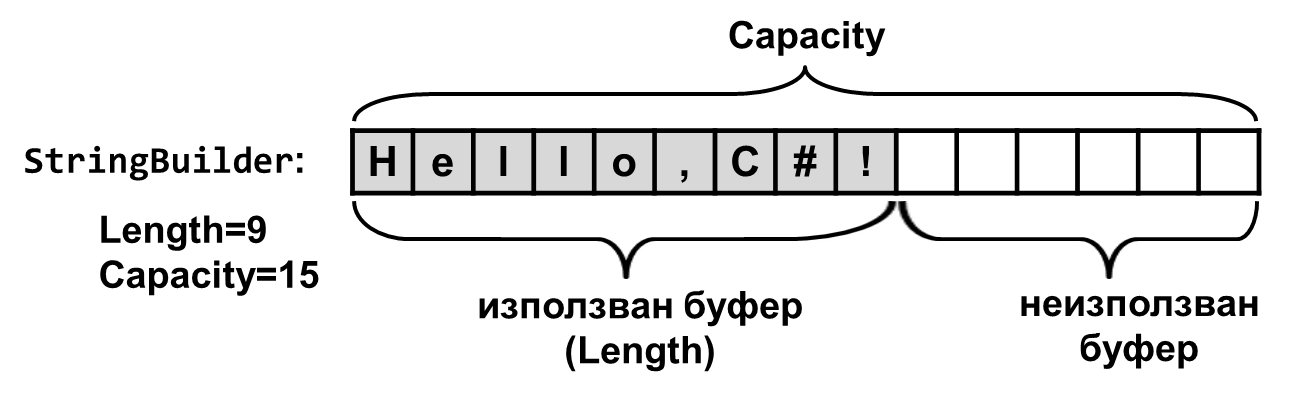 Capacity
StringBuilder:
H e l l o , C # !
Length=9
Capacity=15
използван буфер
(Length)
неизползван
буфер